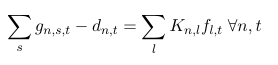 ∑_s g_{n,s,t} − d_{n,t} = ∑_l K_{n,l} f_{l,t} ∀n, t